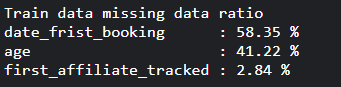 Train data missing data ratio
date_frist_booking : 58.35 %
age : 41.22 %
first_affiliate_tracked : 2.84 %